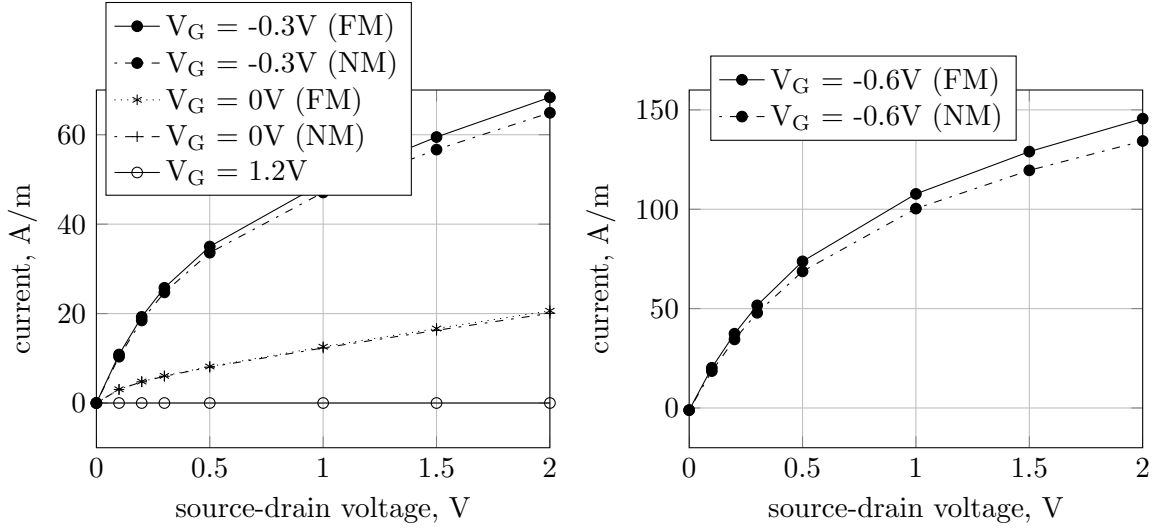 V_G = -0.3V (FM)
V_G = -0.3V (NM)
V_G = 0V (FM)
V_G = 0V (NM)
V_G = 1.2V
60
40
20
0
current, A/m
0 0.5 1 1.5 2
source-drain voltage, V
V_G = -0.6V (FM)
V_G = -0.6V (NM)
150
100
50
0
current, A/m
0 0.5 1 1.5 2
source-drain voltage, V